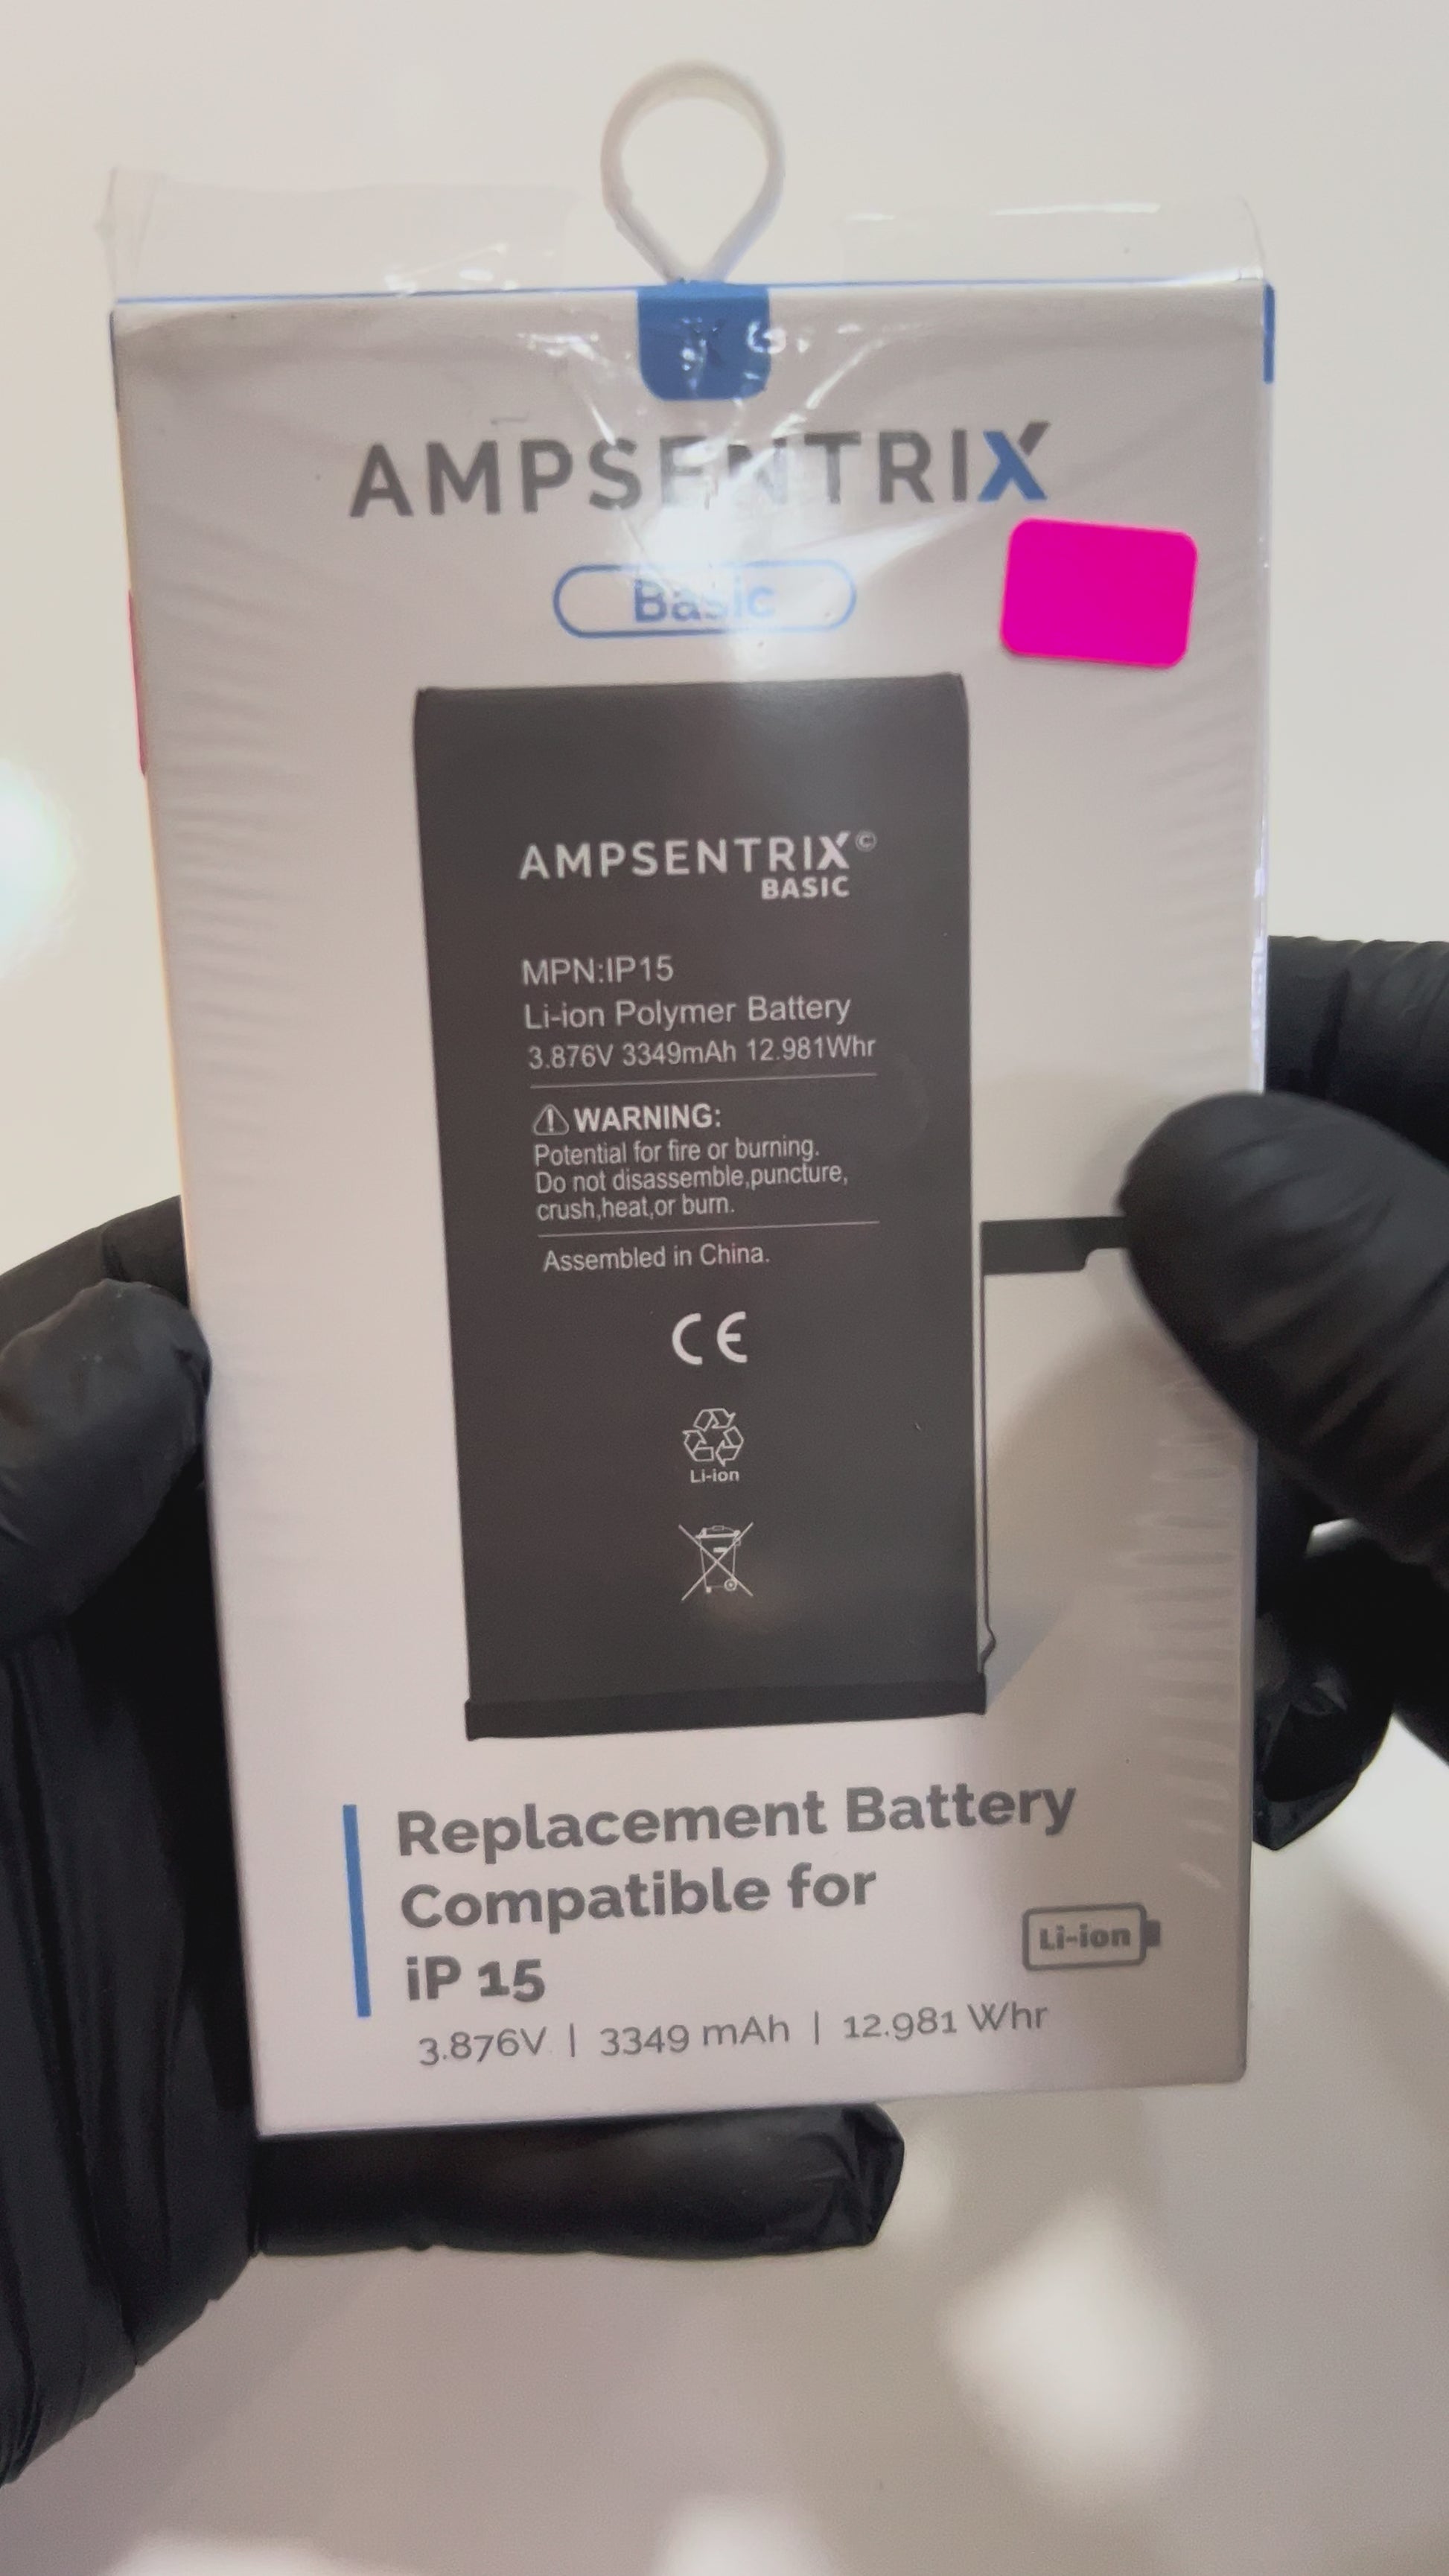 AMPSENTRIX
Basic
AMPSENTRIX©
BASIC
MPN:IP15
Li-ion Polymer Battery
3.876V 3349mAh 12.981Whr
WARNING:
Potential for fire or burning.
Do not disassemble,puncture,
crush,heat,or burn.
Assembled in China.
CE
Li-ion
Replacement Battery
Compatible for
iP 15
Li-ion
3.876V | 3349 mAh | 12.981 Whr